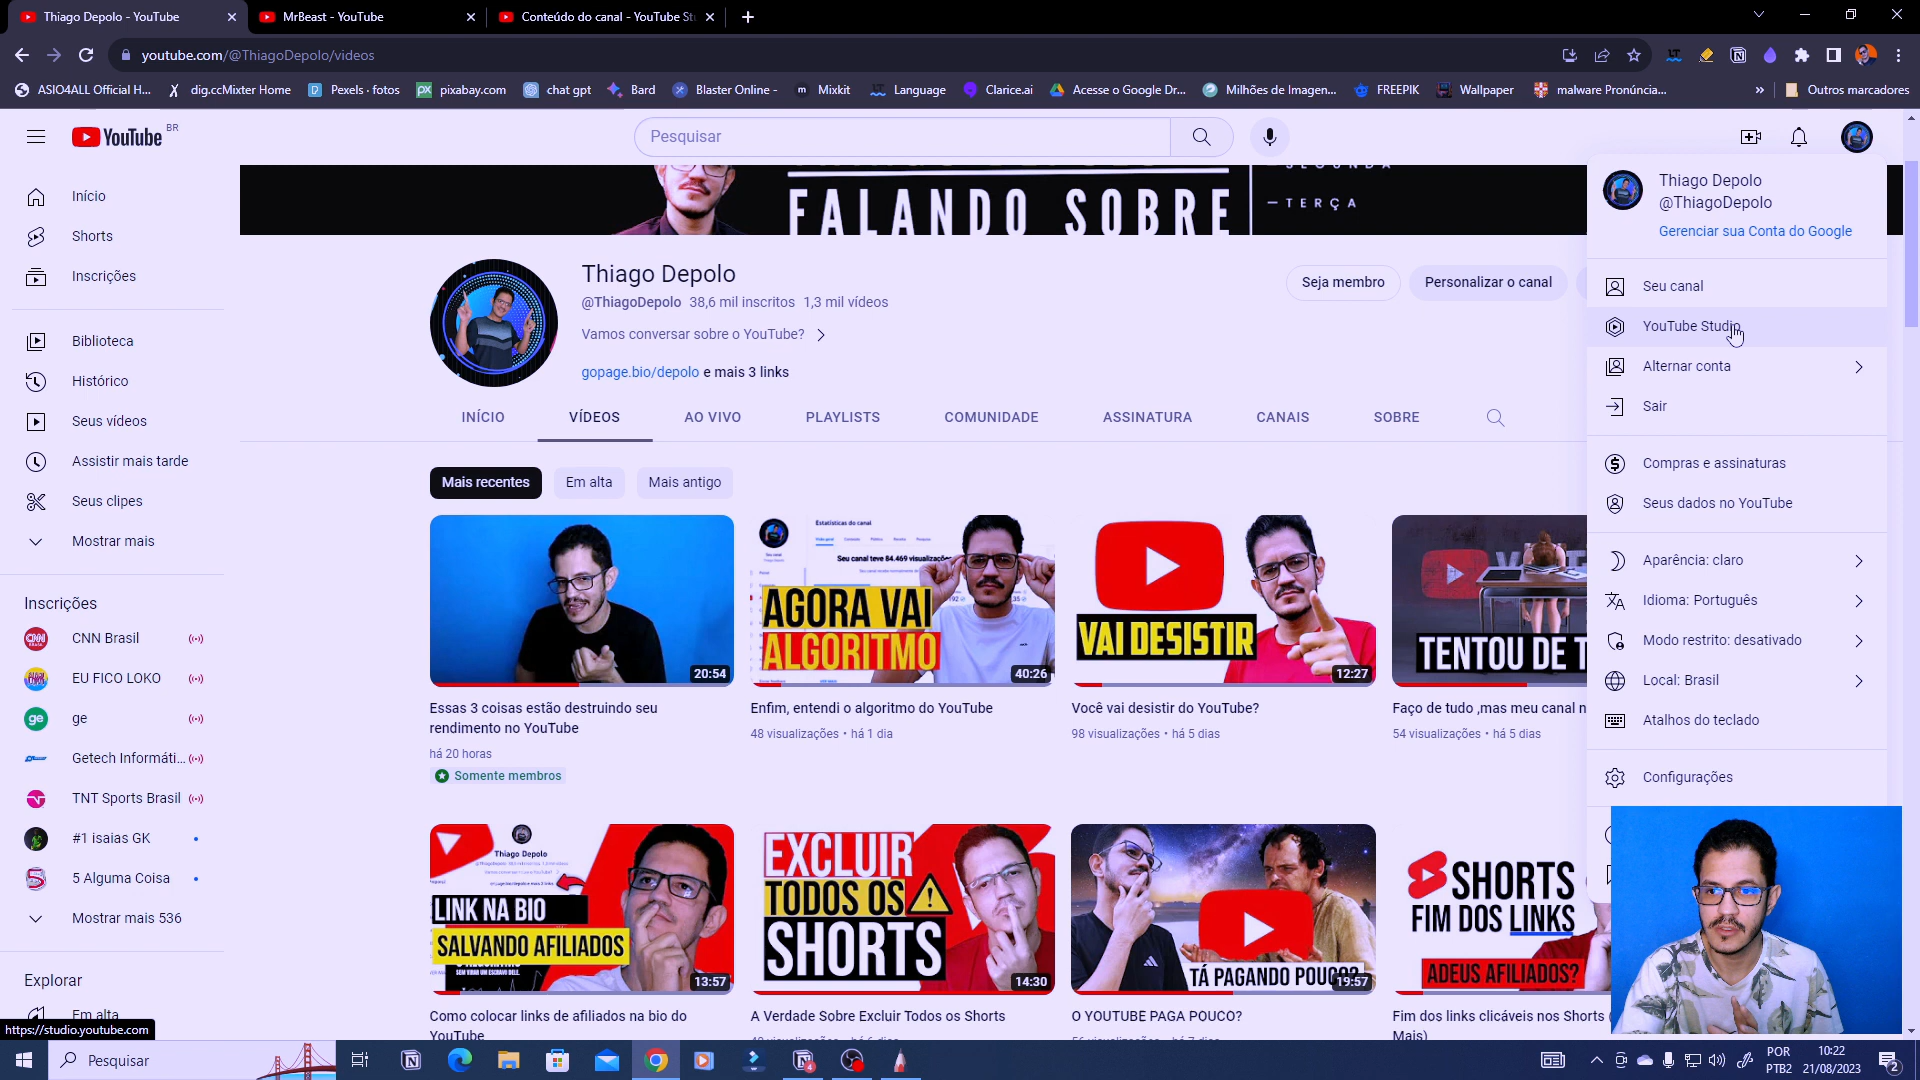 Thiago Depolo - YouTube
MrBeast - YouTube
Conteúdo do canal - YouTube St
youtube.com/@ThiagoDepolo/videos
ASIO4ALL Official H...
dig.ccMixter Home
Pexels · fotos
pixabay.com
chat gpt
Bard
Blaster Online -
Mixkit
Language
Clarice.ai
Acesse o Google Dr...
Milhões de Imagen...
FREEPIK
Wallpaper
malware Pronúncia...
»
Outros marcadores
YouTube BR
Pesquisar
Início
Shorts
Inscrições
Biblioteca
Histórico
Seus vídeos
Assistir mais tarde
Seus clipes
Mostrar mais
Inscrições
CNN Brasil
EU FICO LOKO
ge
Getech Informáti...
TNT Sports Brasil
#1 isaias GK
5 Alguma Coisa
Mostrar mais 536
Explorar
Em alta
https://studio.youtube.com
FALANDO SOBRE
SEGUNDA
TERÇA
Thiago Depolo
@ThiagoDepolo 38,6 mil inscritos 1,3 mil vídeos
Vamos conversar sobre o YouTube?
gopage.bio/depolo e mais 3 links
Seja membro
Personalizar o canal
INÍCIO
VÍDEOS
AO VIVO
PLAYLISTS
COMUNIDADE
ASSINATURA
CANAIS
SOBRE
Mais recentes
Em alta
Mais antigo
20:54
Essas 3 coisas estão destruindo seu
rendimento no YouTube
há 20 horas
Somente membros
Estatísticas do canal
Seu canal teve 84.469 visualizaçõe
AGORA VAI
ALGORITMO
40:26
Enfim, entendi o algoritmo do YouTube
48 visualizações • há 1 dia
VAI DESISTIR
12:27
Você vai desistir do YouTube?
98 visualizações • há 5 dias
TENTOU DE T
Faço de tudo ,mas meu canal n
54 visualizações • há 5 dias
Thiago Depolo
LINK NA BIO
SALVANDO AFILIADOS
13:57
Como colocar links de afiliados na bio do
YouTube
EXCLUIR
TODOS OS
SHORTS
14:30
A Verdade Sobre Excluir Todos os Shorts
TÁ PAGANDO POUCO?
19:57
O YOUTUBE PAGA POUCO?
SHORTS
FIM DOS LINKS
ADEUS AFILIADOS?
Fim dos links clicáveis nos Shorts (
Mais)
Thiago Depolo
@ThiagoDepolo
Gerenciar sua Conta do Google
Seu canal
YouTube Studio
Alternar conta
Sair
Compras e assinaturas
Seus dados no YouTube
Aparência: claro
Idioma: Português
Modo restrito: desativado
Local: Brasil
Atalhos do teclado
Configurações
Pesquisar
4
POR
PTB2
10:22
21/08/2023
2